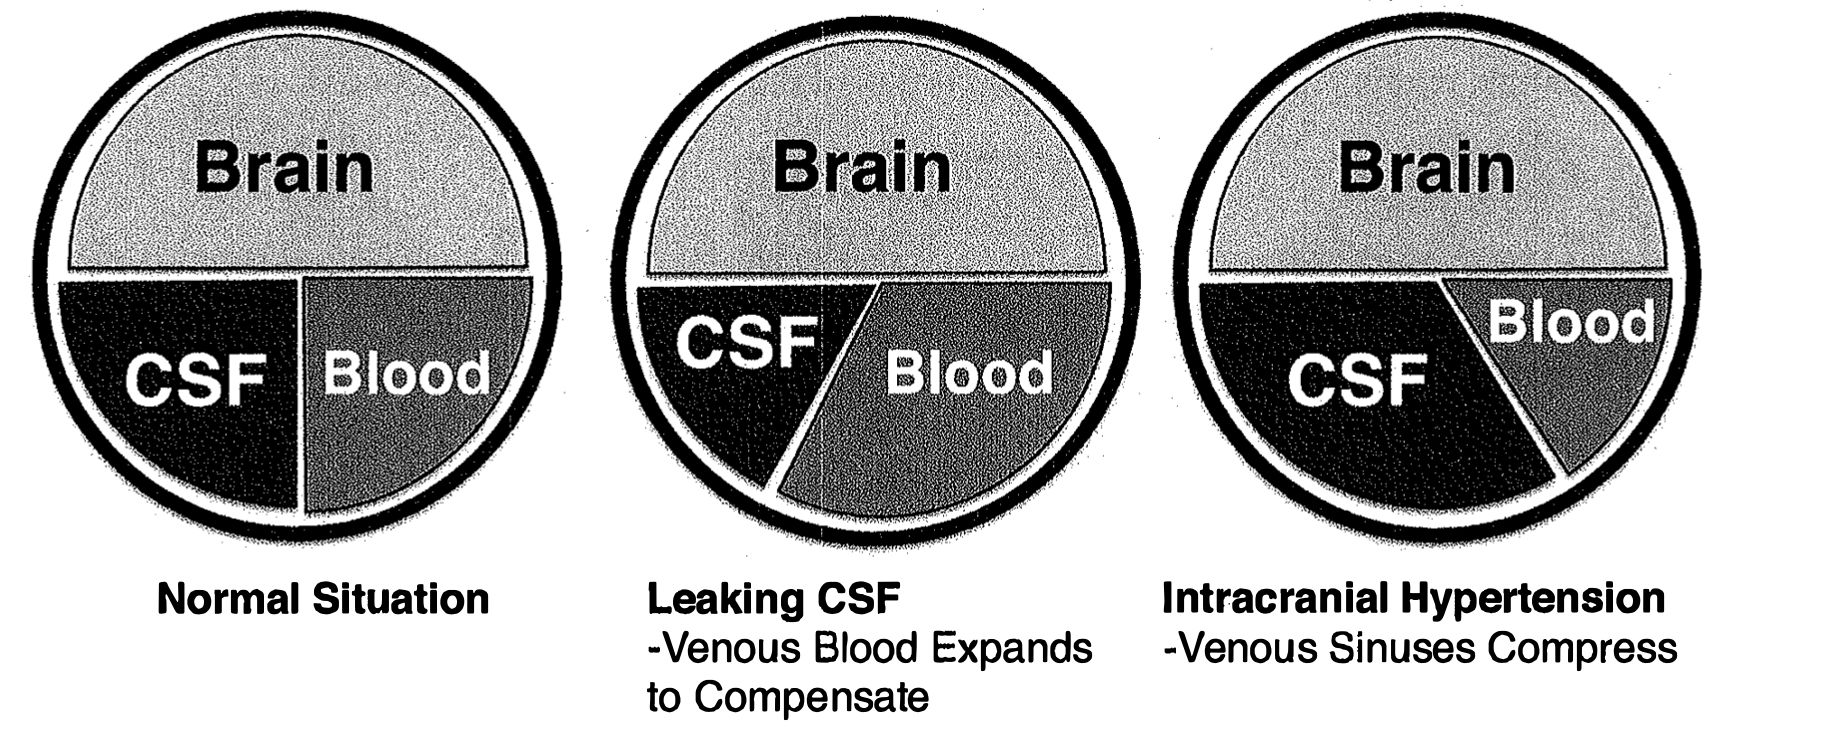 Brain
CSF
Blood
Normal Situation
Brain
CSF
Blood
Leaking CSF
-Venous Blood Expands
to Compensate
Brain
CSF
Blood
Intracranial Hypertension
-Venous Sinuses Compress